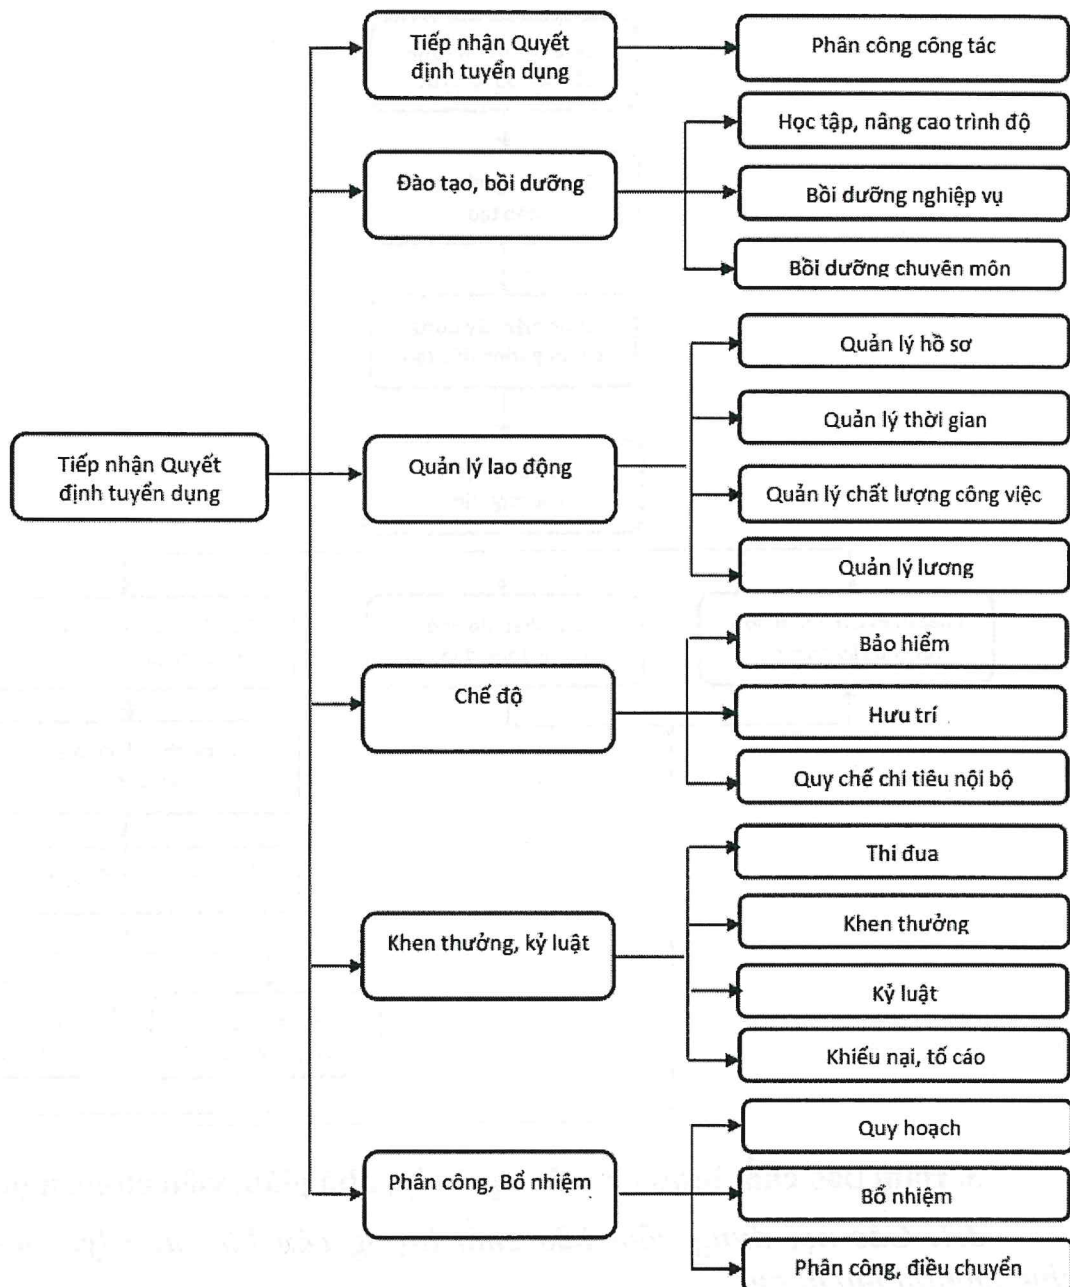 Tiếp nhận Quyết
định tuyển dụng
Phân công công tác
Đào tạo, bồi dưỡng
Học tập, nâng cao trình độ
Bồi dưỡng nghiệp vụ
Bồi dưỡng chuyên môn
Tiếp nhận Quyết
định tuyển dụng
Quản lý lao động
Quản lý hồ sơ
Quản lý thời gian
Quản lý chất lượng công việc
Quản lý lương
Chế độ
Bảo hiểm
Hưu trí
Quy chế chi tiêu nội bộ
Khen thưởng, kỷ luật
Thi đua
Khen thưởng
Kỷ luật
Khiếu nại, tố cáo
Phân công, Bổ nhiệm
Quy hoạch
Bổ nhiệm
Phân công, điều chuyển